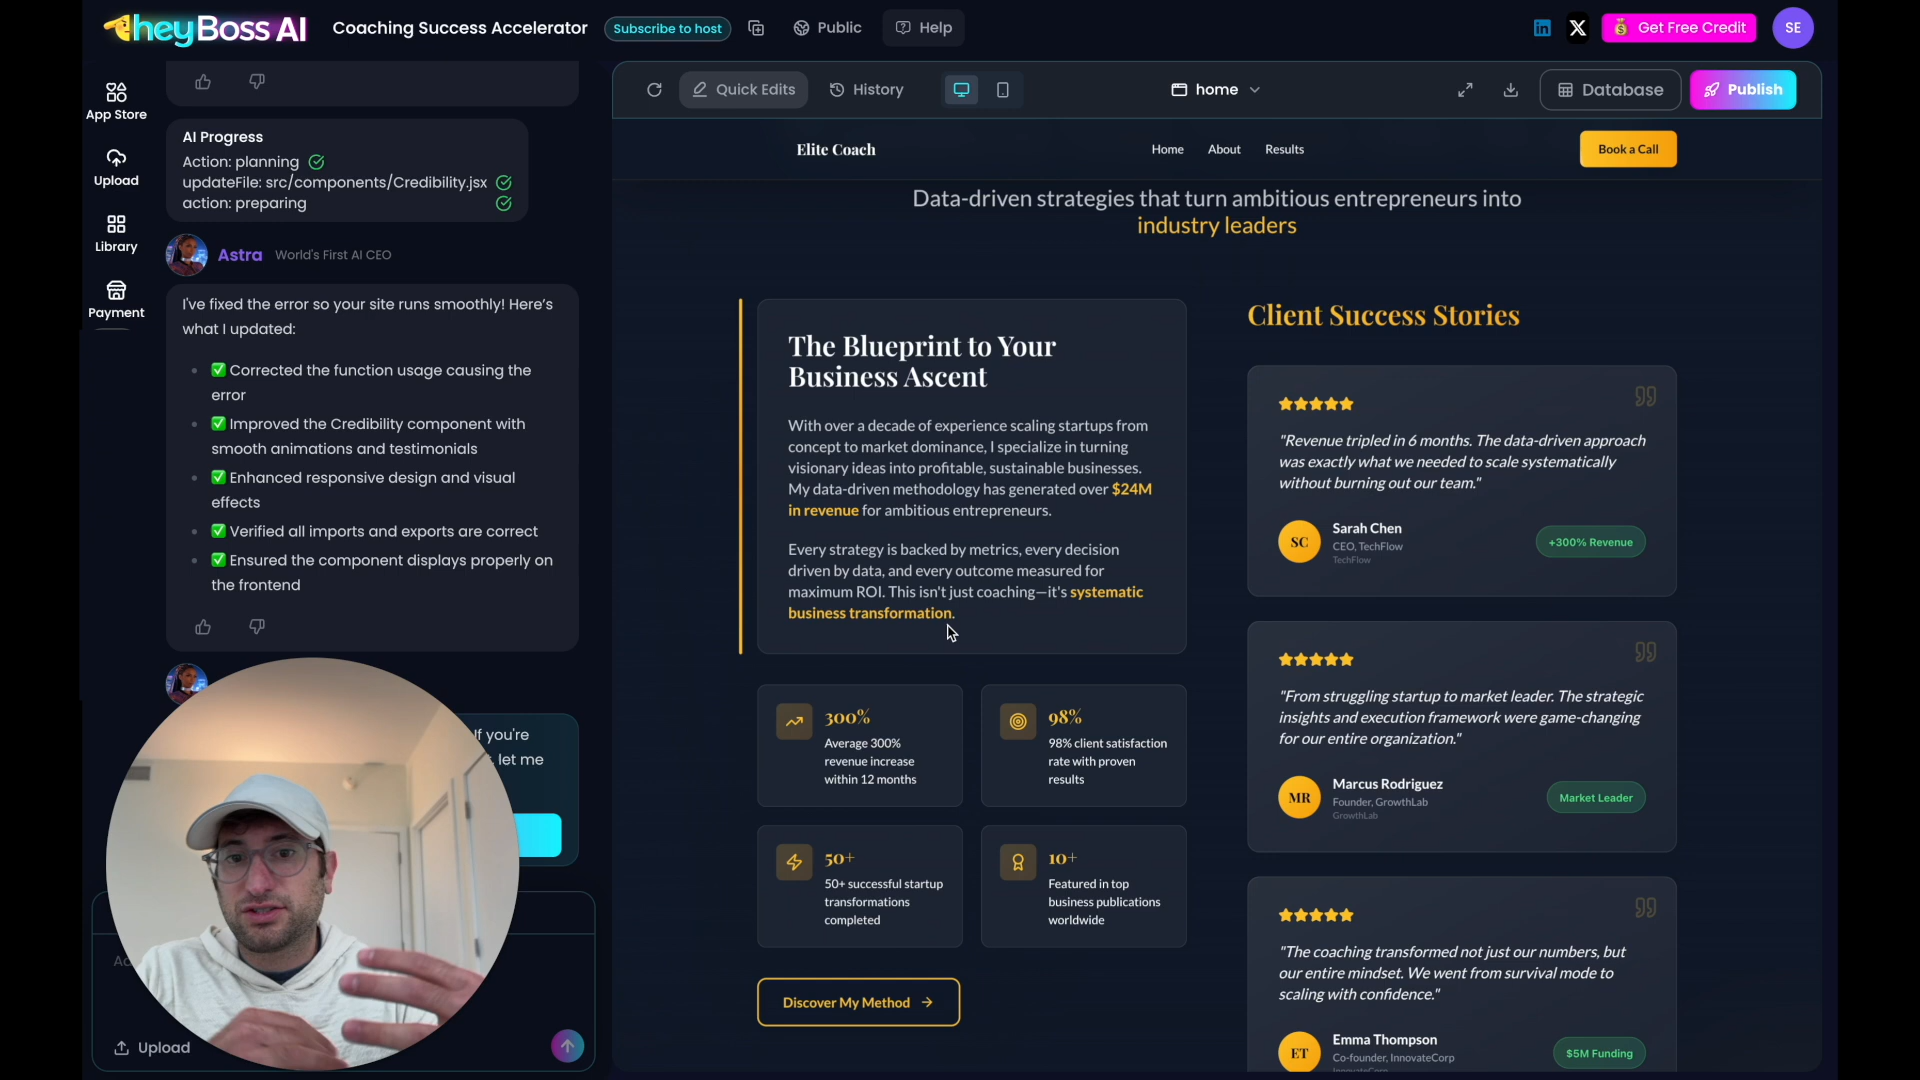 heyBoss AI
Coaching Success Accelerator
Subscribe to host
Public
Help
Get Free Credit
SE
App Store
Upload
Library
Payment
AI Progress
Action: planning
updateFile: src/components/Credibility.jsx
action: preparing
Astra World's First AI CEO
I've fixed the error so your site runs smoothly! Here's
what I updated:
Corrected the function usage causing the
error
Improved the Credibility component with
smooth animations and testimonials
Enhanced responsive design and visual
effects
Verified all imports and exports are correct
Ensured the component displays properly on
the frontend
If you're
let me
Upload
Quick Edits
History
home
Database
Publish
Elite Coach
Home
About
Results
Book a Call
Data-driven strategies that turn ambitious entrepreneurs into
industry leaders
The Blueprint to Your
Business Ascent
With over a decade of experience scaling startups from
concept to market dominance, I specialize in turning
visionary ideas into profitable, sustainable businesses.
My data-driven methodology has generated over $24M
in revenue for ambitious entrepreneurs.
Every strategy is backed by metrics, every decision
driven by data, and every outcome measured for
maximum ROI. This isn't just coaching—it's systematic
business transformation.
300%
Average 300%
revenue increase
within 12 months
98%
98% client satisfaction
rate with proven
results
50+
50+ successful startup
transformations
completed
10+
Featured in top
business publications
worldwide
Discover My Method
Client Success Stories
"Revenue tripled in 6 months. The data-driven approach
was exactly what we needed to scale systematically
without burning out our team."
SC
Sarah Chen
CEO, TechFlow
TechFlow
+300% Revenue
"From struggling startup to market leader. The strategic
insights and execution framework were game-changing
for our entire organization."
MR
Marcus Rodriguez
Founder, GrowthLab
GrowthLab
Market Leader
"The coaching transformed not just our numbers, but
our entire mindset. We went from survival mode to
scaling with confidence."
ET
Emma Thompson
Co-founder, InnovateCorp
$5M Funding